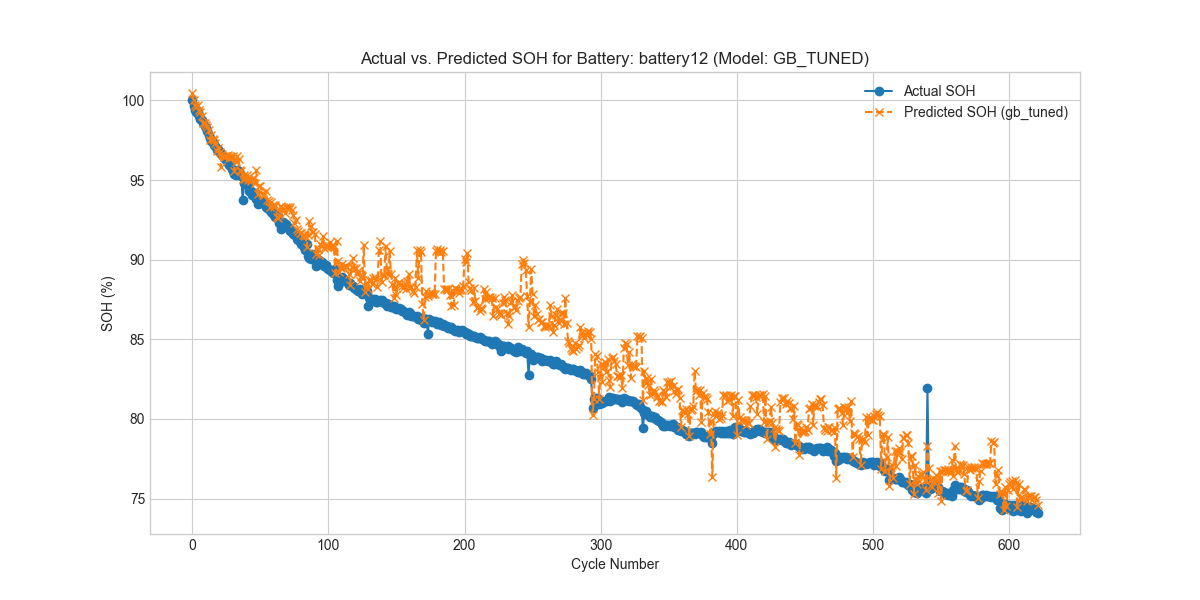 Actual vs. Predicted SOH for Battery: battery12 (Model: GB_TUNED)
Actual SOH
Predicted SOH (gb_tuned)
100
95
90
85
80
75
SOH (%)
0 100 200 300 400 500 600
Cycle Number